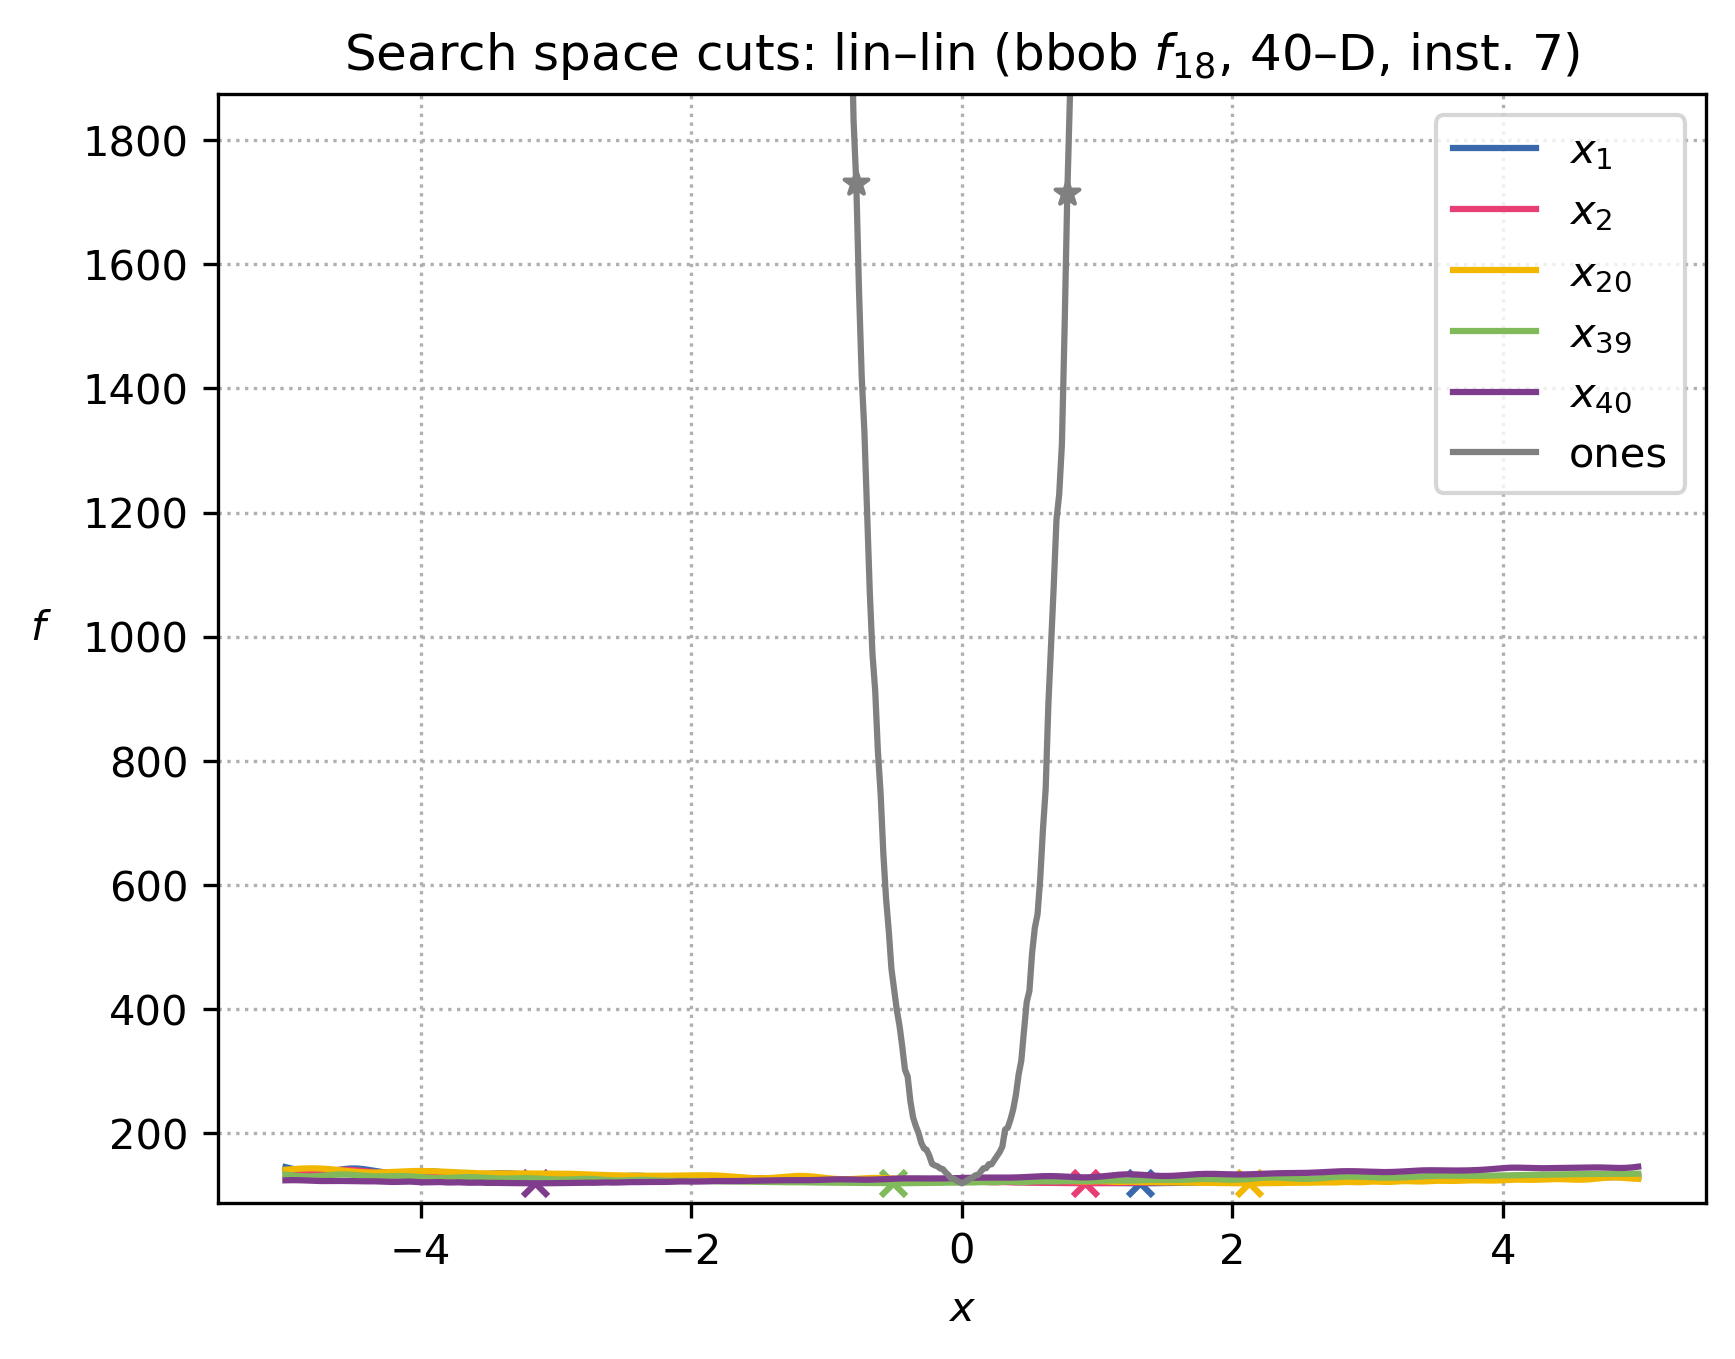 Search space cuts: lin–lin (bbob f₁₈, 40–D, inst. 7)
1800
1600
1400
1200
1000
800
600
400
200
f
−4
−2
0
2
4
x
x₁
x₂
x₂₀
x₃₉
x₄₀
ones